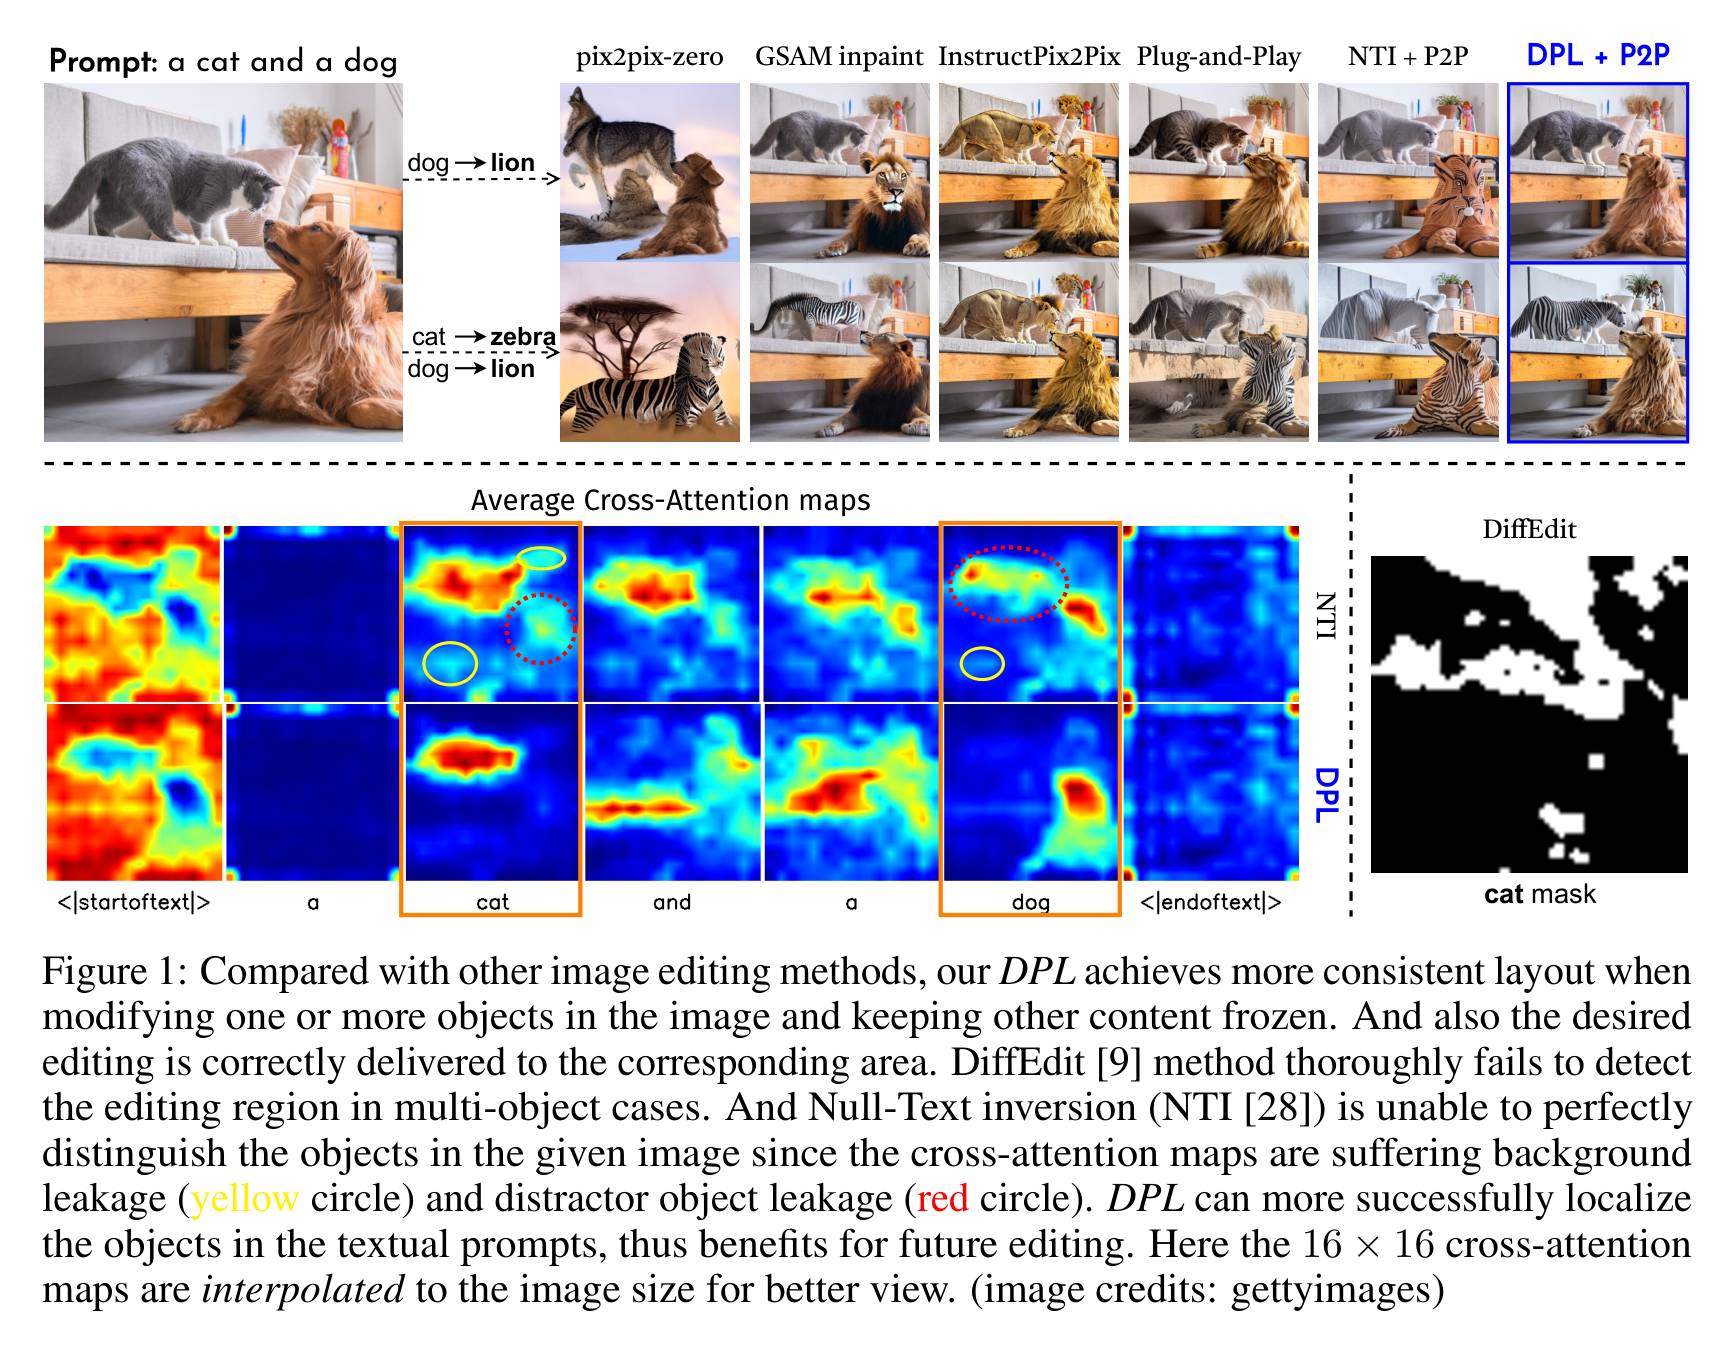 Prompt: a cat and a dog
pix2pix-zero
GSAM inpaint
InstructPix2Pix
Plug-and-Play
NTI + P2P
DPL + P2P
dog → lion
cat → zebra
dog → lion
Average Cross-Attention maps
DiffEdit
NTI
DPL
<|startoftext|>
a
cat
and
a
dog
<|endoftext|>
cat mask
Figure 1: Compared with other image editing methods, our DPL achieves more consistent layout when
modifying one or more objects in the image and keeping other content frozen. And also the desired
editing is correctly delivered to the corresponding area. DiffEdit [9] method thoroughly fails to detect
the editing region in multi-object cases. And Null-Text inversion (NTI [28]) is unable to perfectly
distinguish the objects in the given image since the cross-attention maps are suffering background
leakage (yellow circle) and distractor object leakage (red circle). DPL can more successfully localize
the objects in the textual prompts, thus benefits for future editing. Here the 16 × 16 cross-attention
maps are interpolated to the image size for better view. (image credits: gettyimages)